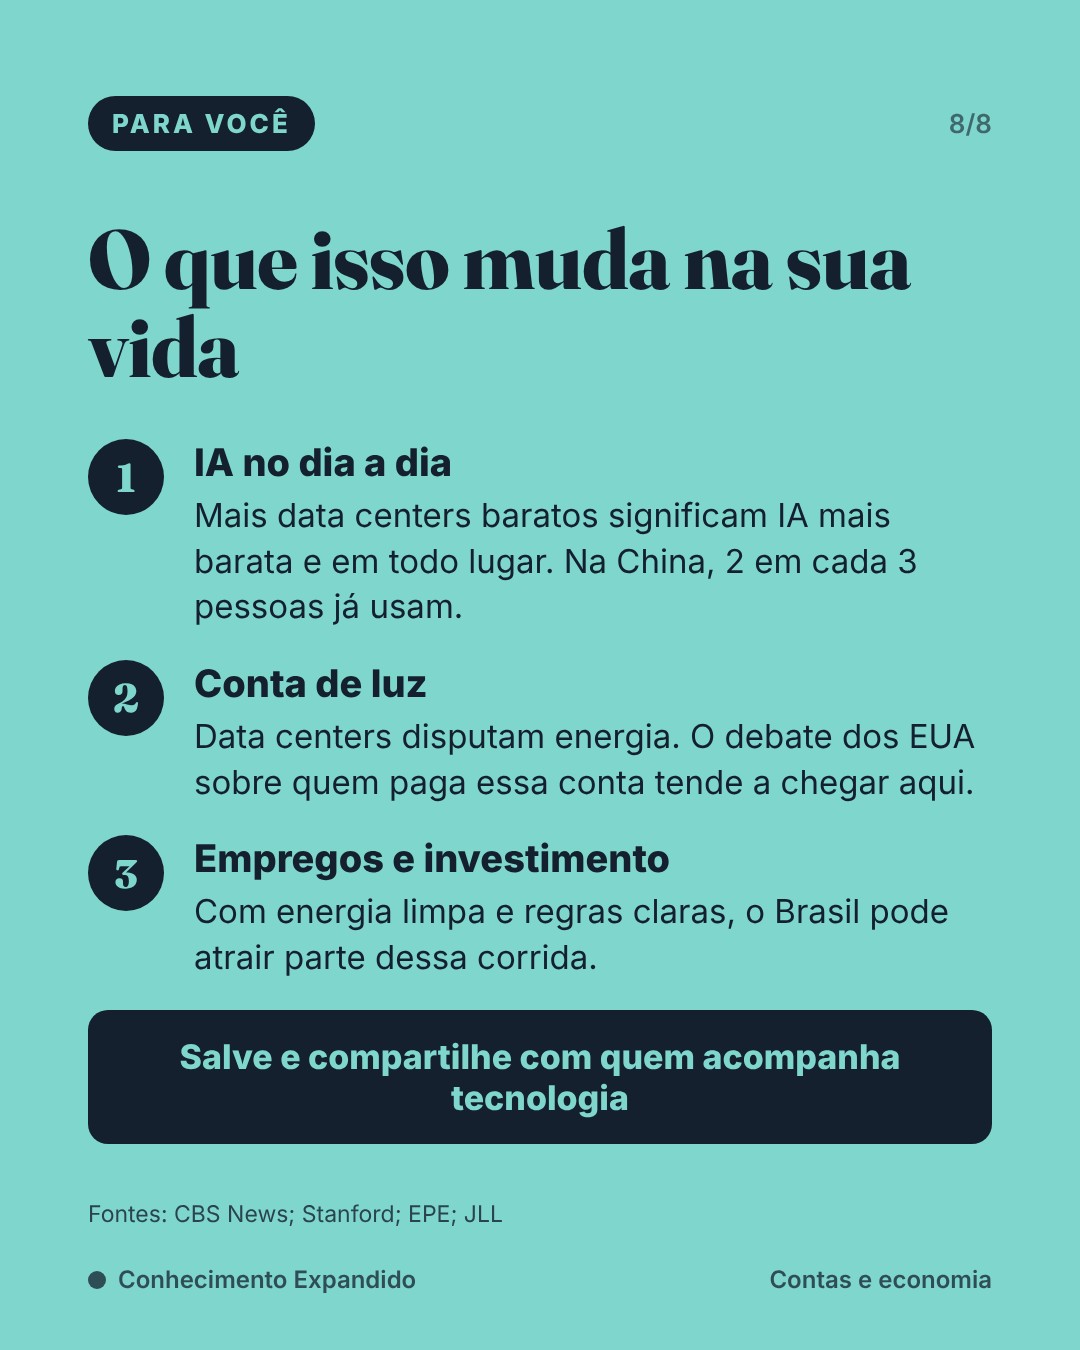 PARA VOCÊ
8/8
O que isso muda na sua
vida
1
IA no dia a dia
Mais data centers baratos significam IA mais
barata e em todo lugar. Na China, 2 em cada 3
pessoas já usam.
2
Conta de luz
Data centers disputam energia. O debate dos EUA
sobre quem paga essa conta tende a chegar aqui.
3
Empregos e investimento
Com energia limpa e regras claras, o Brasil pode
atrair parte dessa corrida.
Salve e compartilhe com quem acompanha
tecnologia
Fontes: CBS News; Stanford; EPE; JLL
Conhecimento Expandido
Contas e economia